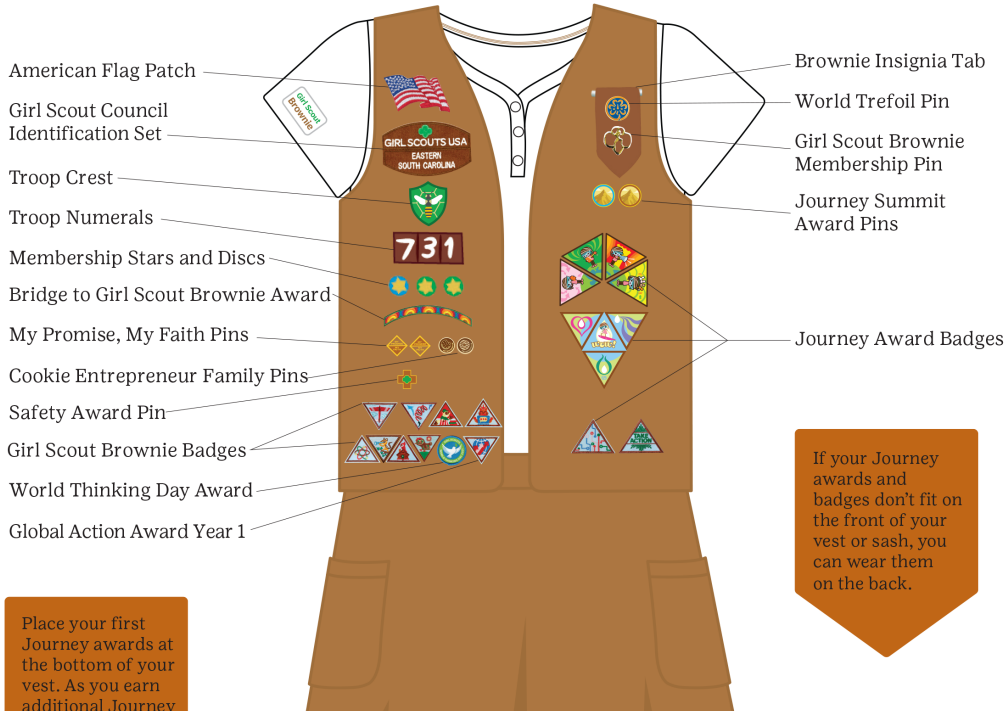 American Flag Patch
Girl Scout Council
Identification Set
Troop Crest
Troop Numerals
Membership Stars and Discs
Bridge to Girl Scout Brownie Award
My Promise, My Faith Pins
Cookie Entrepreneur Family Pins
Safety Award Pin
Girl Scout Brownie Badges
World Thinking Day Award
Global Action Award Year 1
Place your first
Journey awards at
the bottom of your
vest. As you earn
additional Journey
Girl Scout
Brownie
GIRL SCOUTS USA
EASTERN
SOUTH CAROLINA
731
TAKE
ACTION
Brownie Insignia Tab
World Trefoil Pin
Girl Scout Brownie
Membership Pin
Journey Summit
Award Pins
Journey Award Badges
If your Journey
awards and
badges don't fit on
the front of your
vest or sash, you
can wear them
on the back.